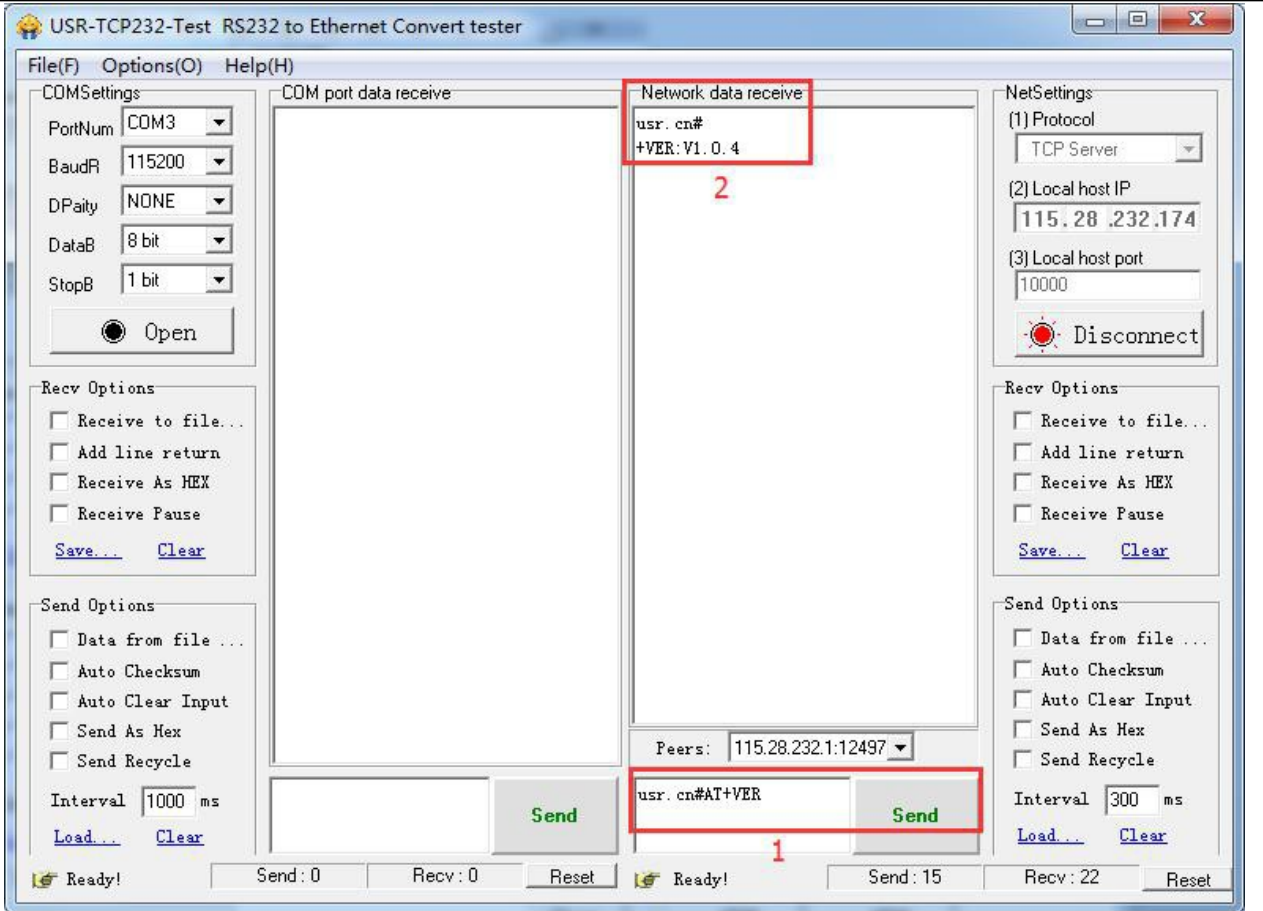 USR-TCP232-Test RS232 to Ethernet Convert tester
File(F) Options(O) Help(H)
COMSettings
PortNum COM3
BaudR 115200
DPaity NONE
DataB 8 bit
StopB 1 bit
Open
Recv Options
Receive to file...
Add line return
Receive As HEX
Receive Pause
Save... Clear
Send Options
Data from file ...
Auto Checksum
Auto Clear Input
Send As Hex
Send Recycle
Interval 1000 ms
Load... Clear
COM port data receive
Send
Network data receive
usr.cn#
+VER:V1.0.4
2
Peers: 115.28.232.1:12497
usr.cn#AT+VER
Send
1
NetSettings
(1) Protocol
TCP Server
(2) Local host IP
115.28.232.174
(3) Local host port
10000
Disconnect
Recv Options
Receive to file...
Add line return
Receive As HEX
Receive Pause
Save... Clear
Send Options
Data from file ...
Auto Checksum
Auto Clear Input
Send As Hex
Send Recycle
Interval 300 ms
Load... Clear
Ready! Send : 0 Recv : 0 Reset
Ready! Send : 15 Recv : 22 Reset